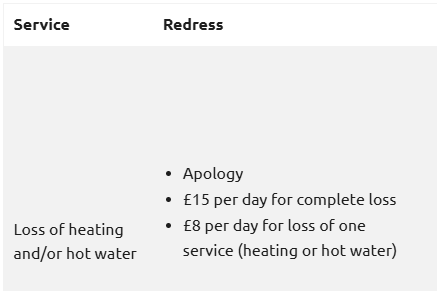 Service
Redress
Loss of heating
and/or hot water
• Apology
• £15 per day for complete loss
• £8 per day for loss of one
service (heating or hot water)